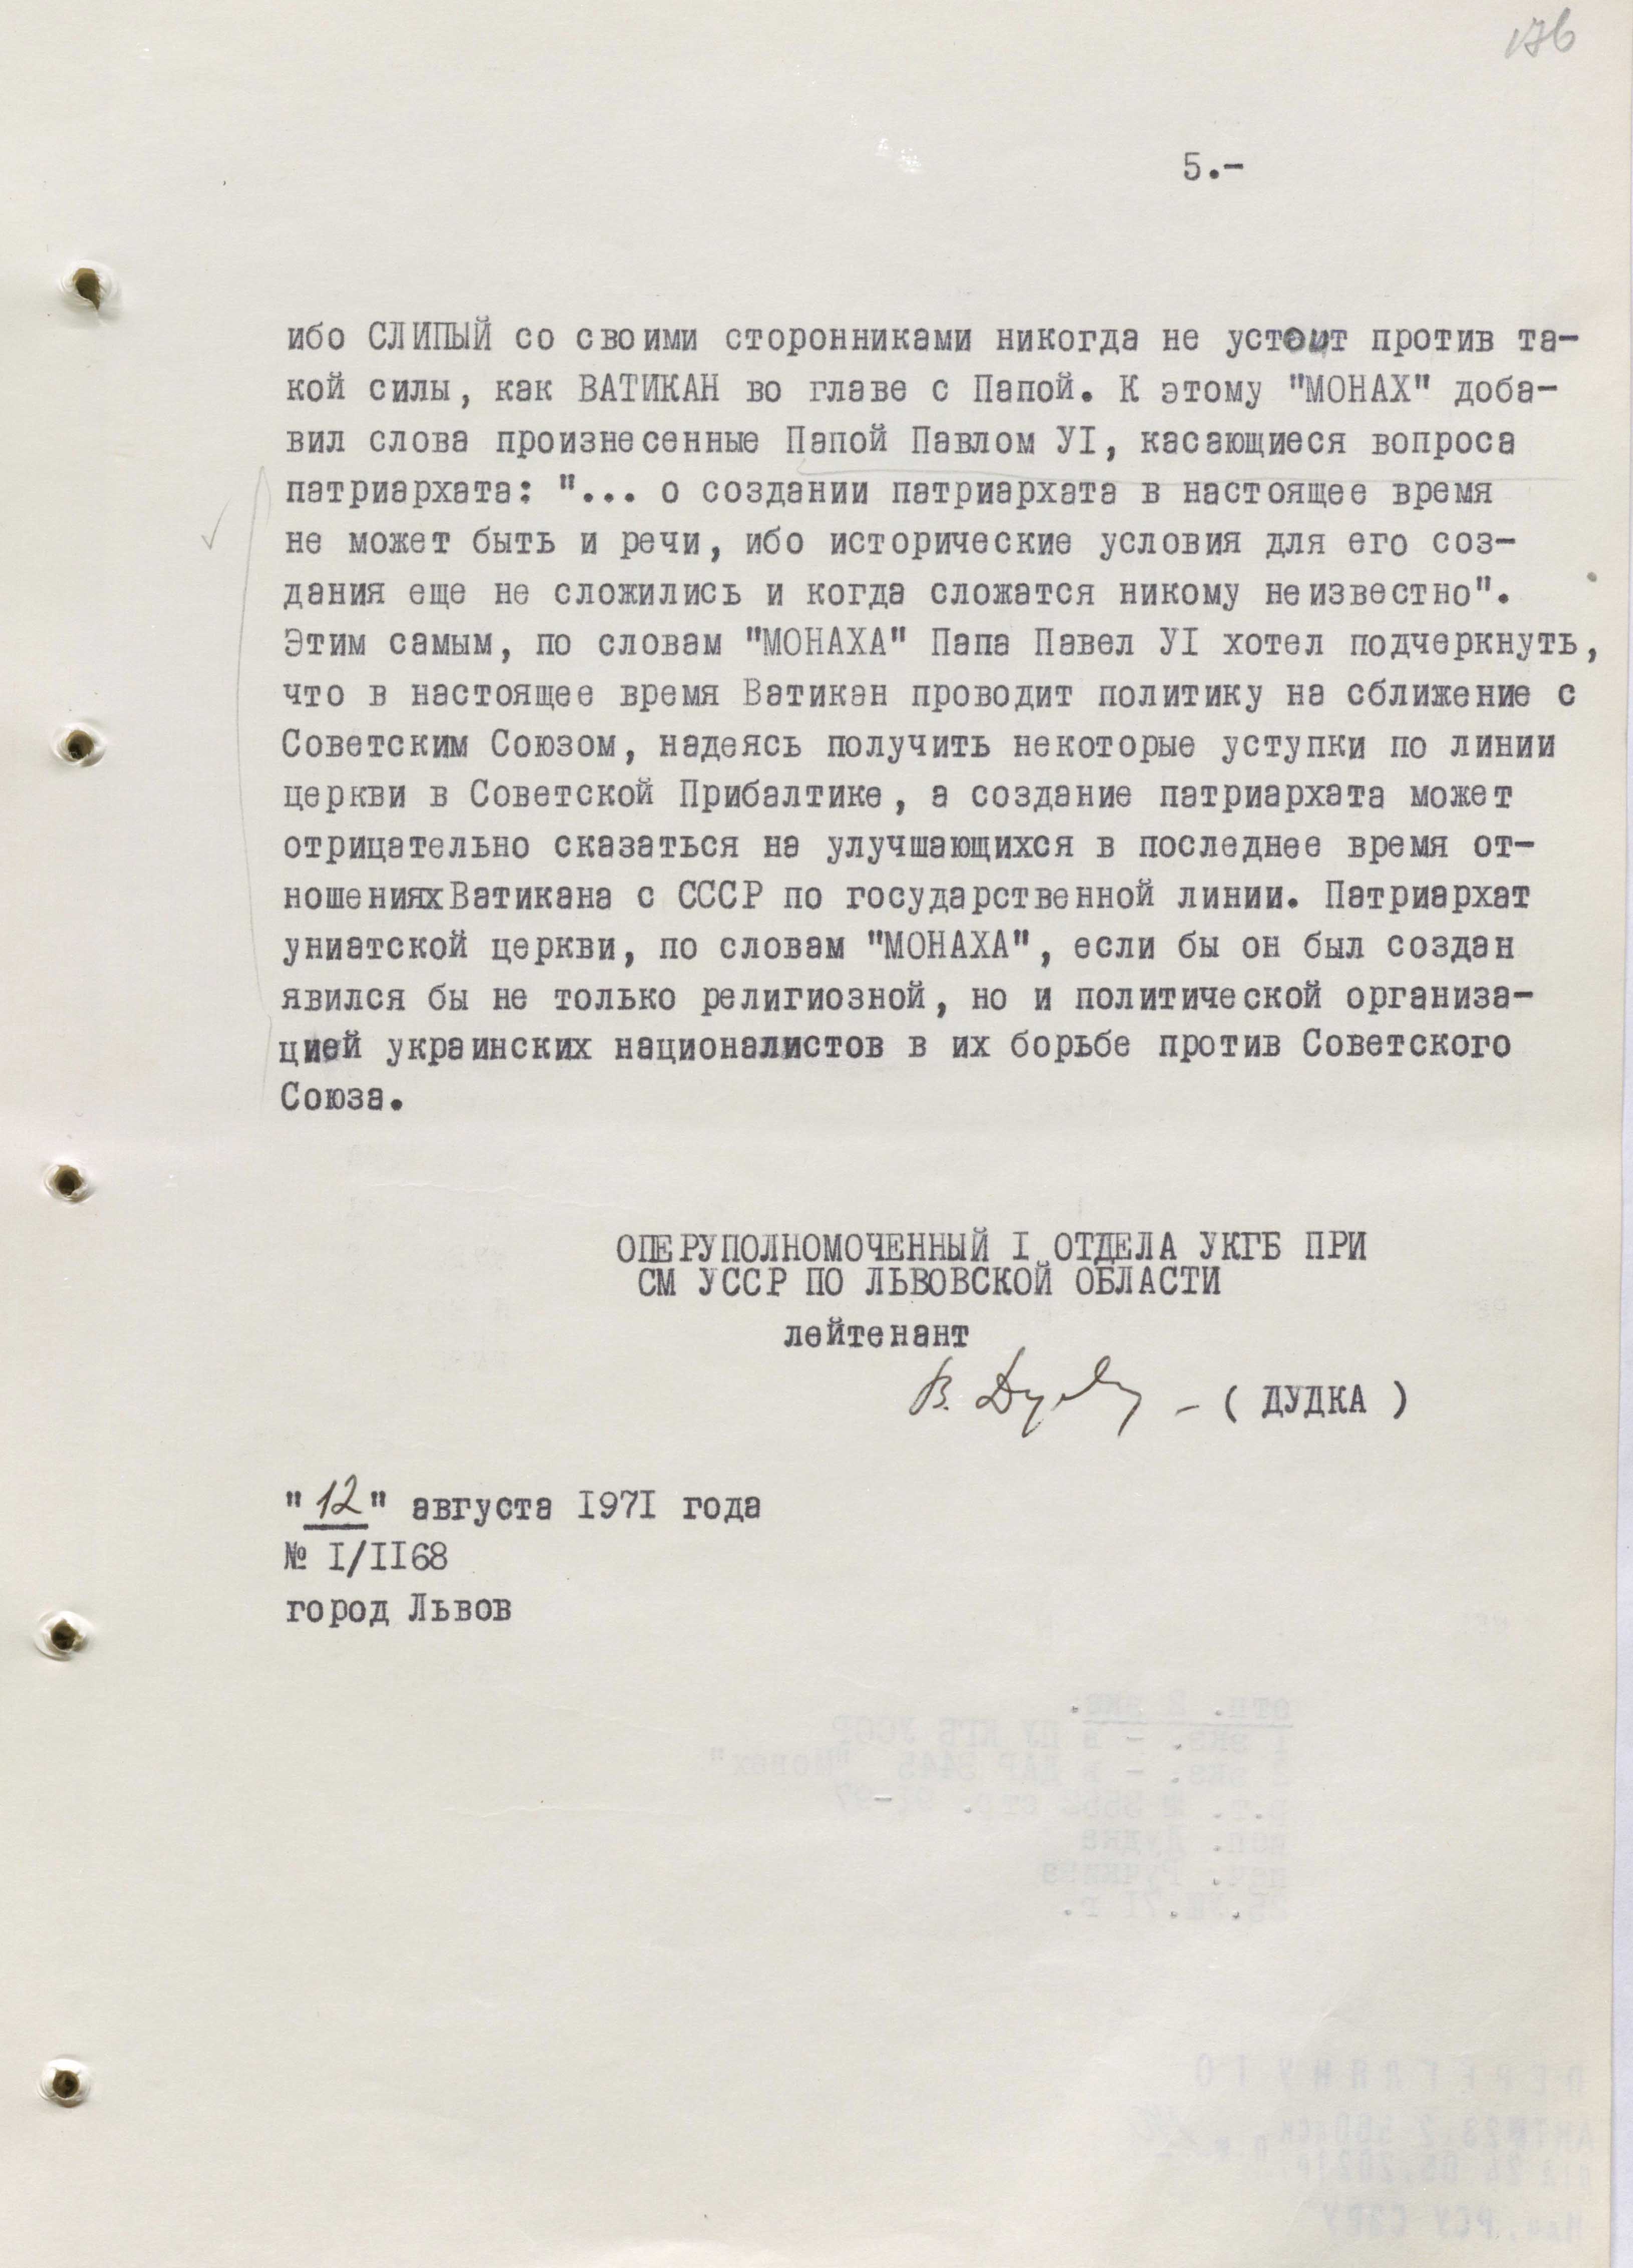 176
5.-
ибо СЛИПЫЙ со своими сторонниками никогда не устоит против та-
кой силы, как ВАТИКАН во главе с Папой. К этому "МОНАХ" доба-
вил слова произнесенные Папой Павлом УІ, касающиеся вопроса
патриархата: "... о создании патриархата в настоящее время
не может быть и речи, ибо исторические условия для его соз-
дания еще не сложились и когда сложатся никому неизвестно".
Этим самым, по словам "МОНАХА" Папа Павел УІ хотел подчеркнуть,
что в настоящее время Ватикан проводит политику на сближение с
Советским Союзом, надеясь получить некоторые уступки по линии
церкви в Советской Прибалтике, а создание патриархата может
отрицательно сказаться на улучшающихся в последнее время от-
ношениях Ватикана с СССР по государственной линии. Патриархат
униатской церкви, по словам "МОНАХА", если бы он был создан
явился бы не только религиозной, но и политической организа-
цией украинских националистов в их борьбе против Советского
Союза.
ОПЕРУПОЛНОМОЧЕННЫЙ І ОТДЕЛА УКГБ ПРИ
СМ УССР ПО ЛЬВОВСКОЙ ОБЛАСТИ
лейтенант
В. Дудка - ( ДУДКА )
"12" августа І97І года
№ І/ІІ68
город Львов